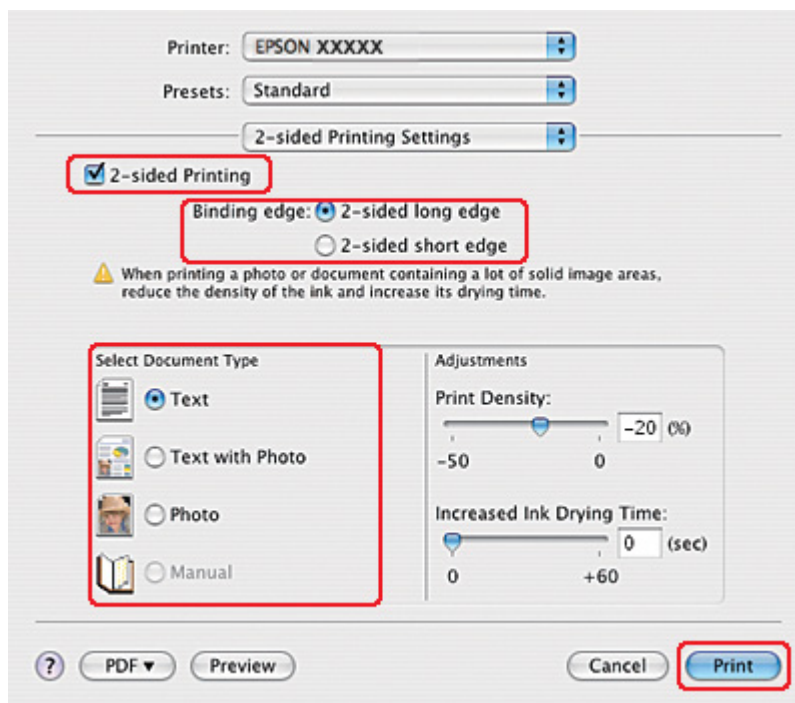 Printer: EPSON XXXXX
Presets: Standard
2-sided Printing Settings
2-sided Printing
Binding edge: 2-sided long edge
2-sided short edge
When printing a photo or document containing a lot of solid image areas,
reduce the density of the ink and increase its drying time.
Select Document Type
Text
Text with Photo
Photo
Manual
Adjustments
Print Density:
-20 (%)
-50 0
Increased Ink Drying Time:
0 (sec)
0 +60
? PDF▼ Preview Cancel Print